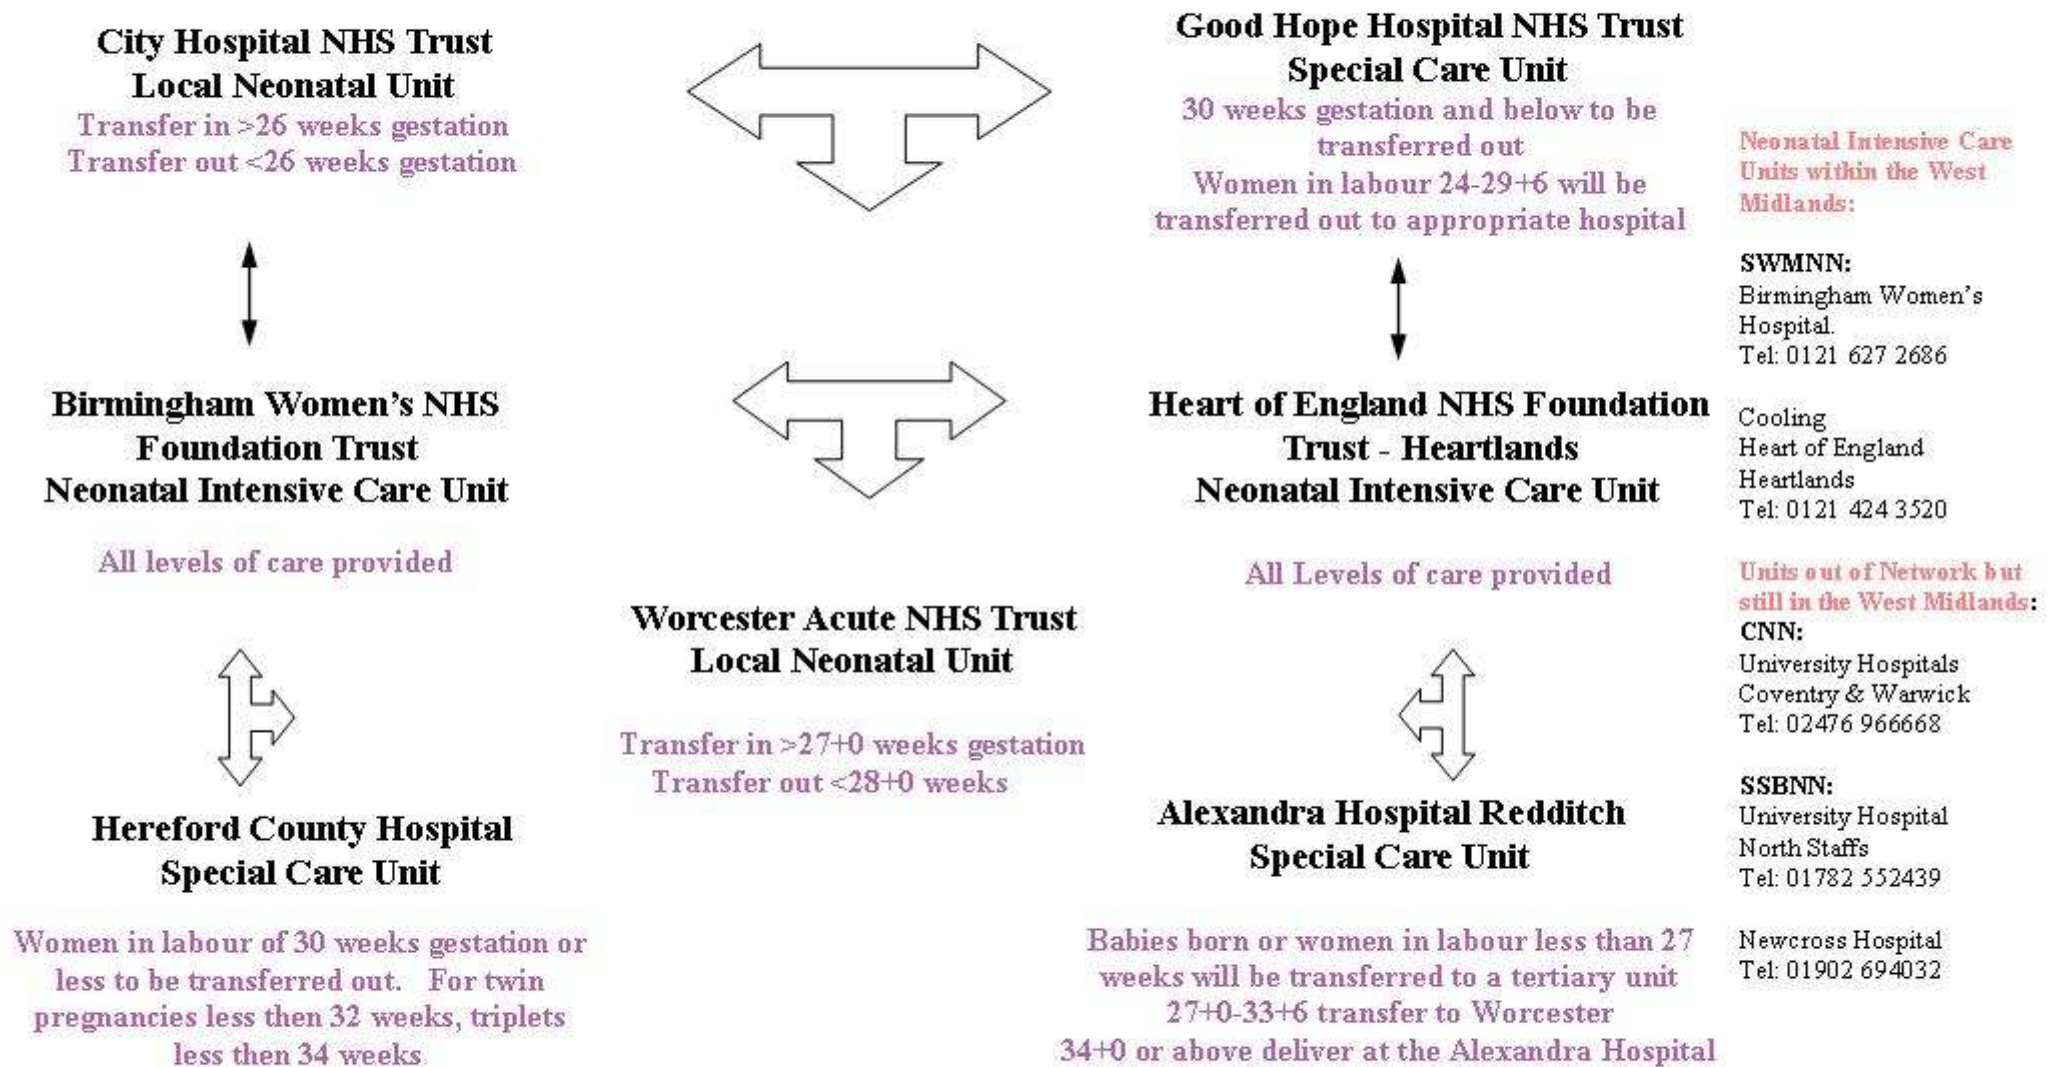 City Hospital NHS Trust
Local Neonatal Unit
Transfer in >26 weeks gestation
Transfer out <26 weeks gestation
Good Hope Hospital NHS Trust
Special Care Unit
30 weeks gestation and below to be
transferred out
Women in labour 24-29+6 will be
transferred out to appropriate hospital
Birmingham Women's NHS
Foundation Trust
Neonatal Intensive Care Unit
All levels of care provided
Heart of England NHS Foundation
Trust - Heartlands
Neonatal Intensive Care Unit
All Levels of care provided
Worcester Acute NHS Trust
Local Neonatal Unit
Transfer in >27+0 weeks gestation
Transfer out <28+0 weeks
Hereford County Hospital
Special Care Unit
Women in labour of 30 weeks gestation or
less to be transferred out. For twin
pregnancies less then 32 weeks, triplets
less then 34 weeks
Alexandra Hospital Redditch
Special Care Unit
Babies born or women in labour less than 27
weeks will be transferred to a tertiary unit
27+0-33+6 transfer to Worcester
34+0 or above deliver at the Alexandra Hospital
Neonatal Intensive Care
Units within the West
Midlands:
SWMNN:
Birmingham Women's
Hospital.
Tel: 0121 627 2686
Cooling
Heart of England
Heartlands
Tel: 0121 424 3520
Units out of Network but
still in the West Midlands:
CNN:
University Hospitals
Coventry & Warwick
Tel: 02476 966668
SSBNN:
University Hospital
North Staffs
Tel: 01782 552439
Newcross Hospital
Tel: 01902 694032